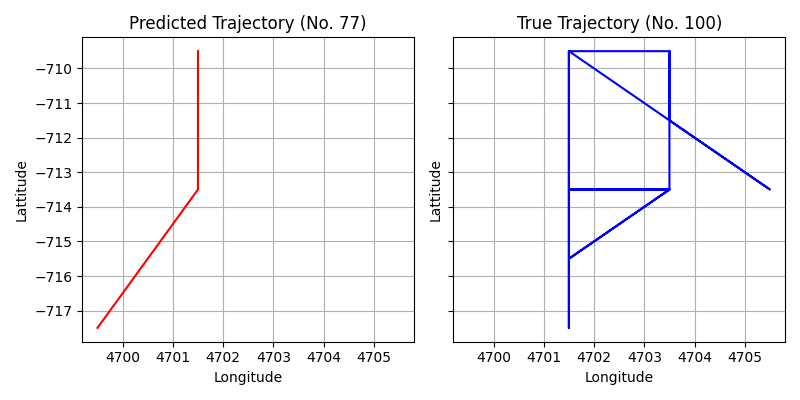 Predicted Trajectory (No. 77)
True Trajectory (No. 100)
Lattitude
−710
−711
−712
−713
−714
−715
−716
−717
4700 4701 4702 4703 4704 4705
Longitude
Lattitude
4700 4701 4702 4703 4704 4705
Longitude